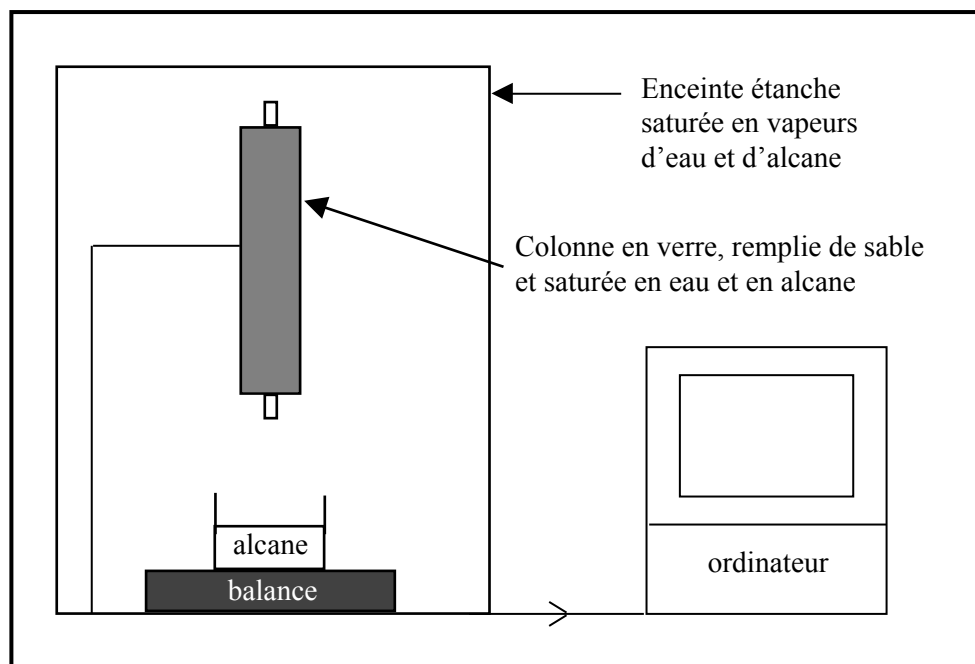 Enceinte étanche
saturée en vapeurs
d’eau et d’alcane
Colonne en verre, remplie de sable
et saturée en eau et en alcane
alcane
balance
ordinateur